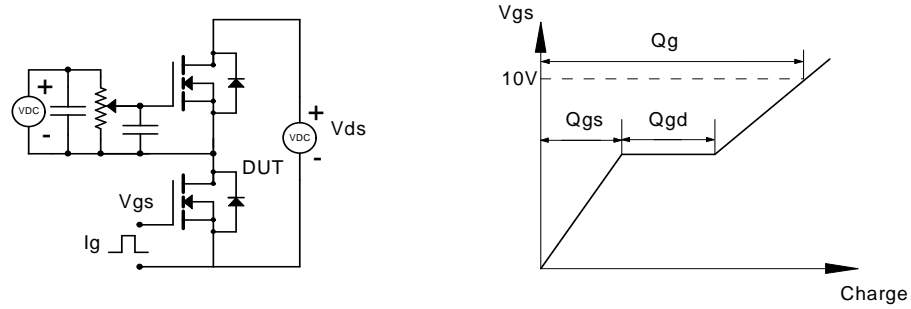 +
VDC
-
+
VDC
-
Vds
DUT
Vgs
Ig
Vgs
Qg
10V
Qgs
Qgd
Charge